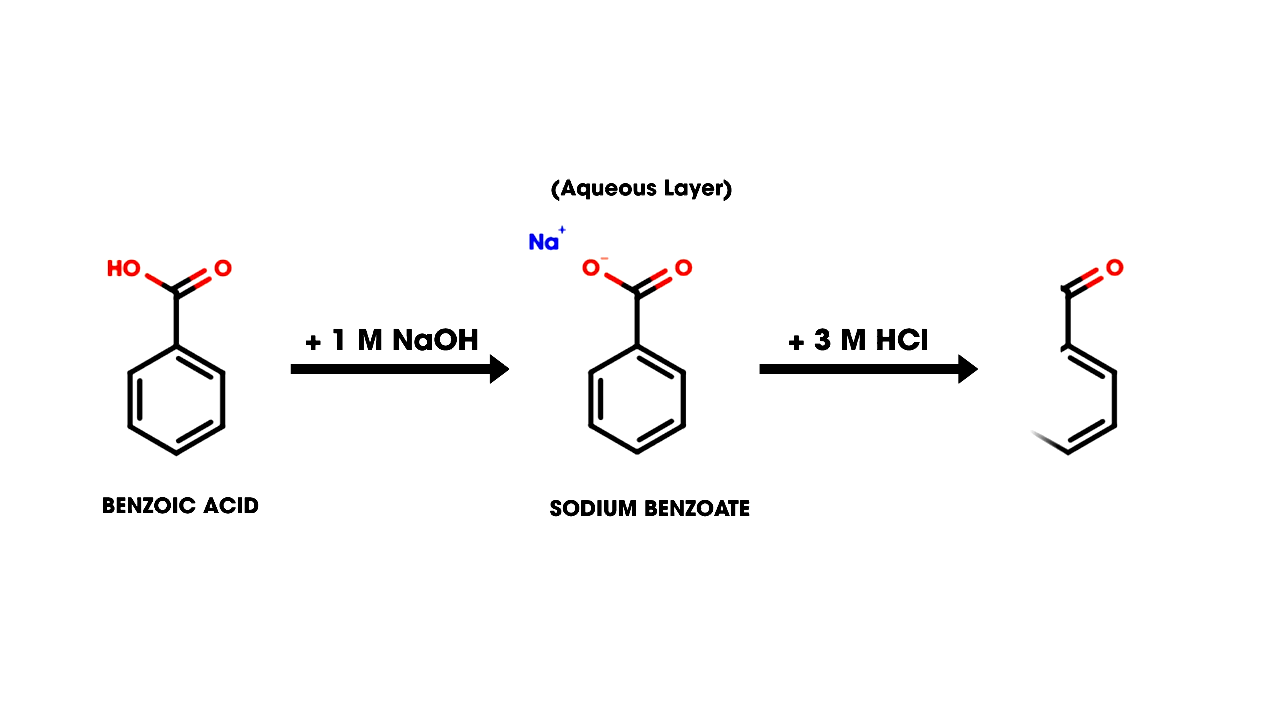 (Aqueous Layer)
Na⁺
HO O
O⁻ O
O
+ 1 M NaOH
+ 3 M HCl
BENZOIC ACID
SODIUM BENZOATE